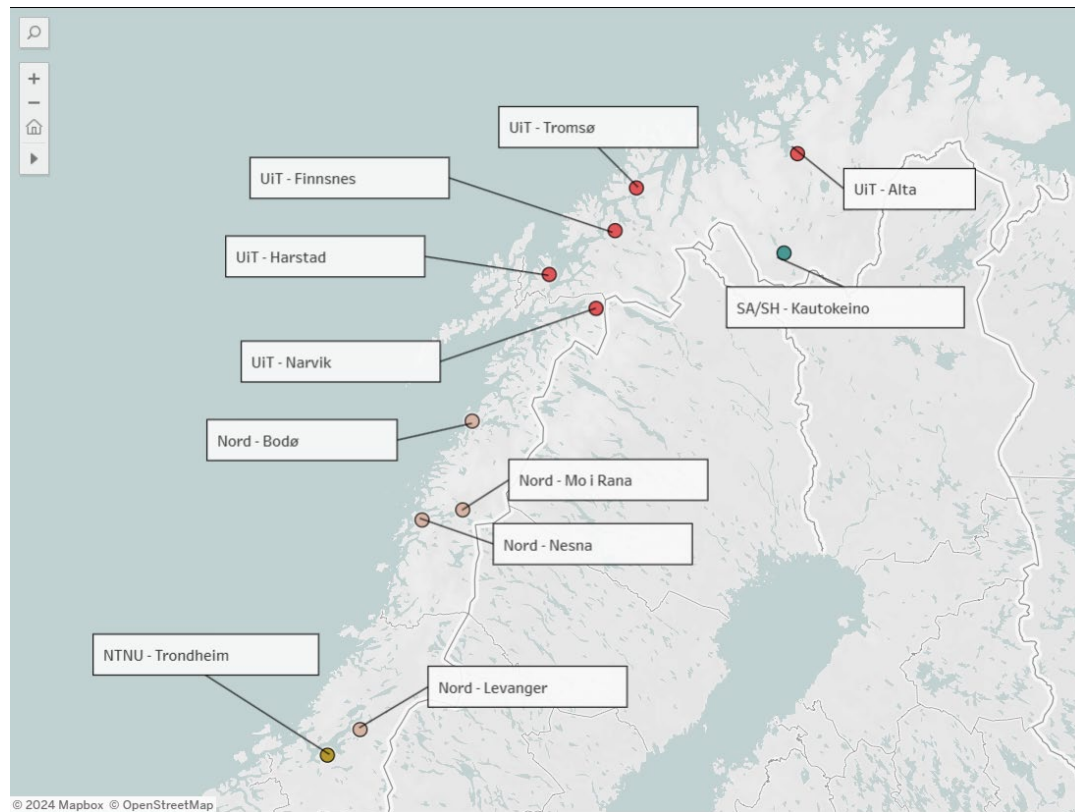 UiT - Tromsø
UiT - Finnsnes
UiT - Alta
UiT - Harstad
SA/SH - Kautokeino
UiT - Narvik
Nord - Bodø
Nord - Mo i Rana
Nord - Nesna
NTNU - Trondheim
Nord - Levanger
© 2024 Mapbox © OpenStreetMap